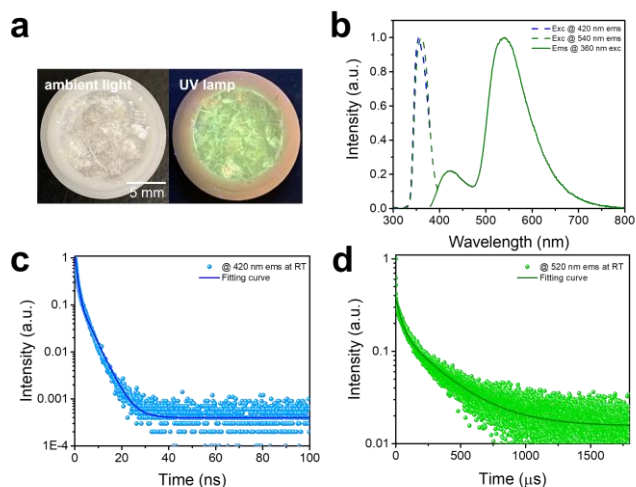 a
ambient light
UV lamp
5 mm
b
Exc @ 420 nm ems
Exc @ 540 nm ems
Ems @ 360 nm exc
Intensity (a.u.)
1.0
0.8
0.6
0.4
0.2
0.0
300 400 500 600 700 800
Wavelength (nm)
c
@ 420 nm ems at RT
Fitting curve
Intensity (a.u.)
1
0.1
0.01
0.001
1E-4
0 20 40 60 80 100
Time (ns)
d
@ 520 nm ems at RT
Fitting curve
Intensity (a.u.)
1
0.1
0.01
0 500 1000 1500
Time (μs)